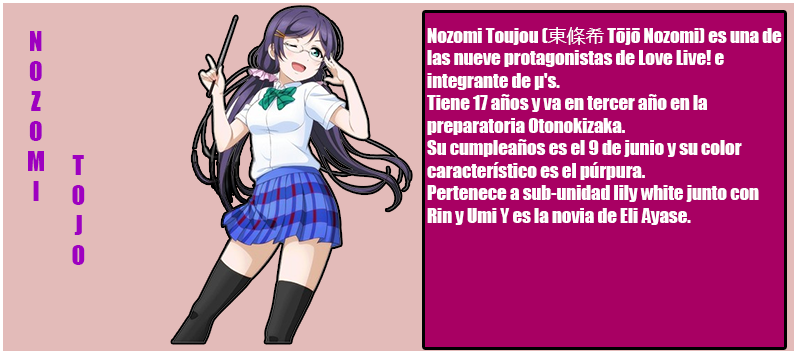 NOZOMI
TOJO
Nozomi Toujou (東條希 Tōjō Nozomi) es una de
las nueve protagonistas de Love Live! e
integrante de μ's.
Tiene 17 años y va en tercer año en la
preparatoria Otonokizaka.
Su cumpleaños es el 9 de junio y su color
característico es el púrpura.
Pertenece a sub-unidad lily white junto con
Rin y Umi Y es la novia de Eli Ayase.